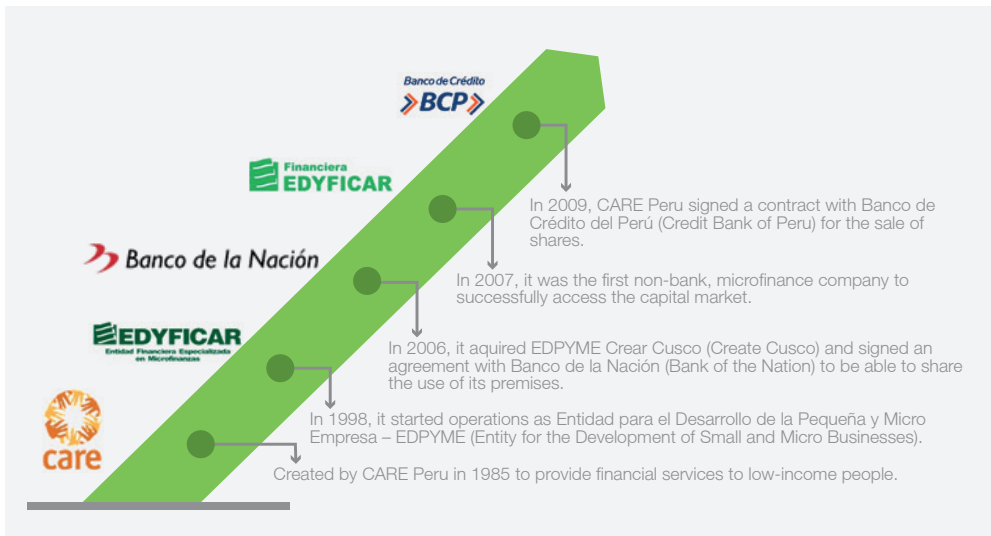 Banco de Crédito
BCP
Financiera
EDYFICAR
In 2009, CARE Peru signed a contract with Banco de
Crédito del Perú (Credit Bank of Peru) for the sale of
shares.
Banco de la Nación
In 2007, it was the first non-bank, microfinance company to
successfully access the capital market.
EDYFICAR
Entidad Financiera Especializada
en Microfinanzas
In 2006, it aquired EDPYME Crear Cusco (Create Cusco) and signed an
agreement with Banco de la Nación (Bank of the Nation) to be able to share
the use of its premises.
care
In 1998, it started operations as Entidad para el Desarrollo de la Pequeña y Micro
Empresa – EDPYME (Entity for the Development of Small and Micro Businesses).
Created by CARE Peru in 1985 to provide financial services to low-income people.